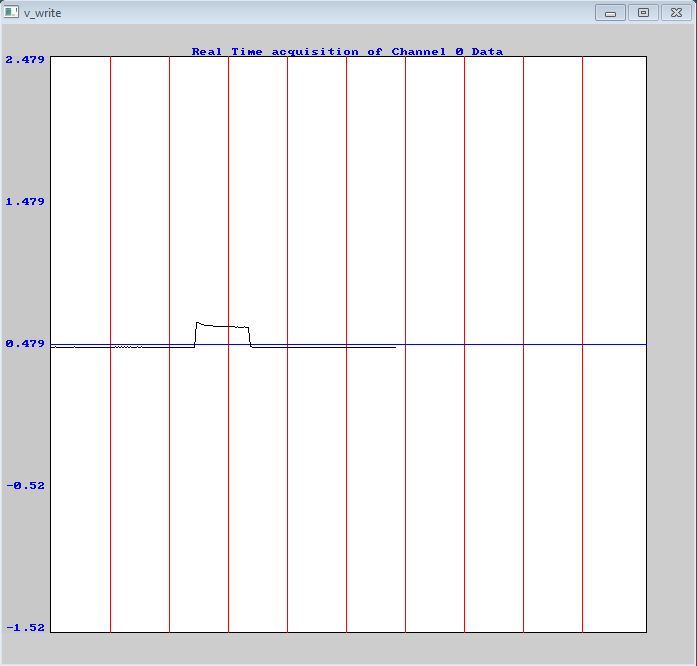 v_write
Real Time acquisition of Channel 0 Data
2.479
1.479
0.479
-0.52
-1.52